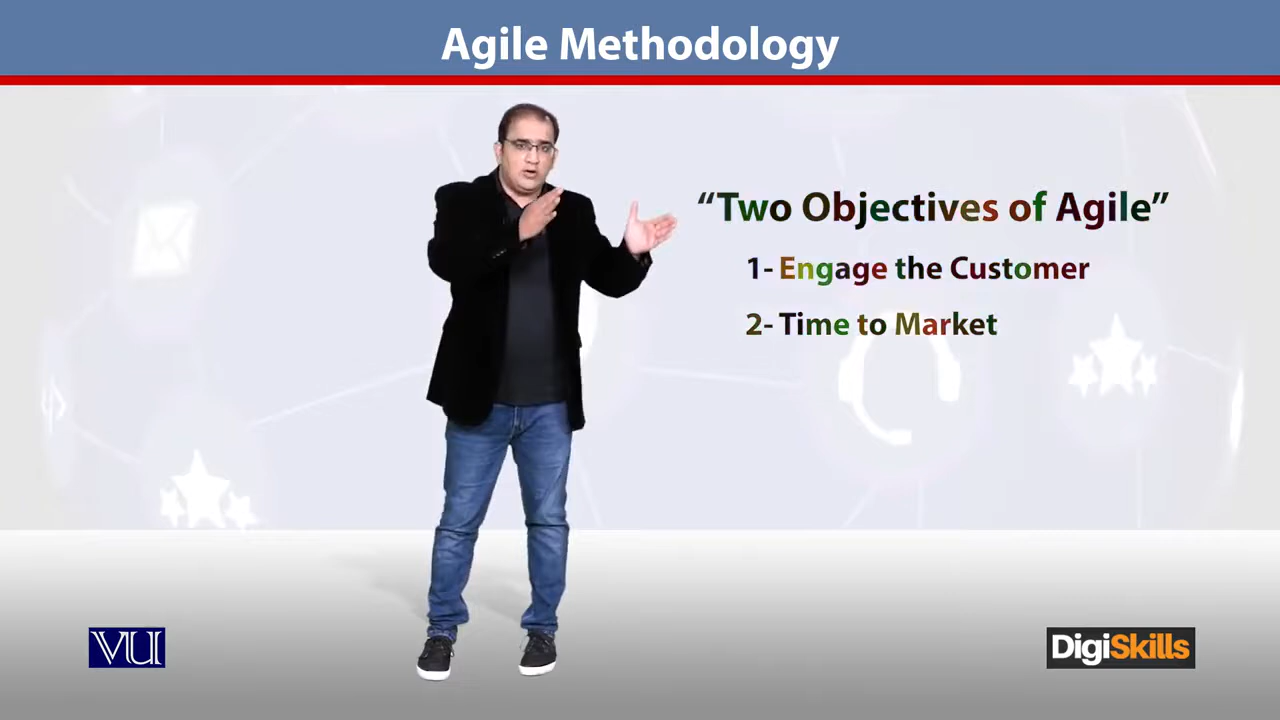 Agile Methodology
“Two Objectives of Agile”
1- Engage the Customer
2- Time to Market
VU
DigiSkills